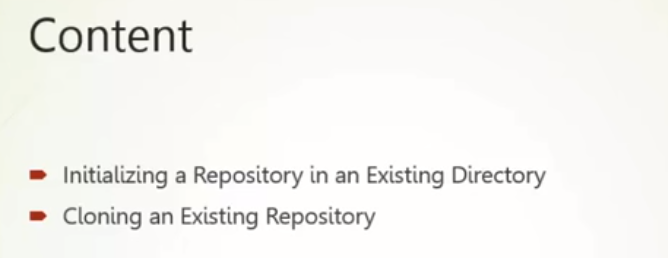 Content
Initializing a Repository in an Existing Directory
Cloning an Existing Repository